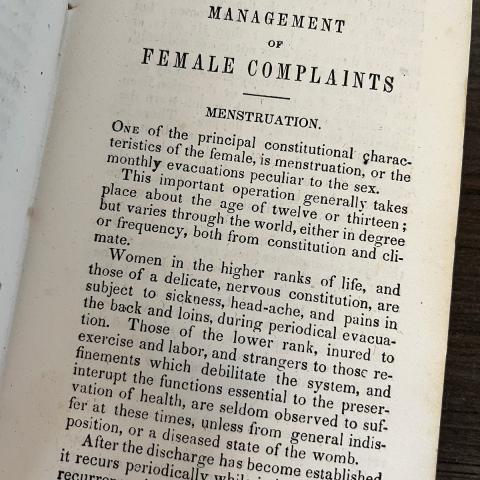 MANAGEMENT
OF
FEMALE COMPLAINTS
MENSTRUATION.
ONE of the principal constitutional charac-
teristics of the female, is menstruation, or the
monthly evacuations peculiar to the sex.
This important operation generally takes
place about the age of twelve or thirteen;
but varies through the world, either in degree
or frequency, both from constitution and cli-
mate.
Women in the higher ranks of life, and
those of a delicate, nervous constitution, are
subject to sickness, head-ache, and pains in
the back and loins, during periodical evacua-
tion. Those of the lower rank, inured to
exercise and labor, and strangers to those re-
finements which debilitate the system, and
interupt the functions essential to the preser-
vation of health, are seldom observed to suf-
fer at these times, unless from general indis-
position, or a diseased state of the womb.
After the discharge has become established
it recurs periodically while